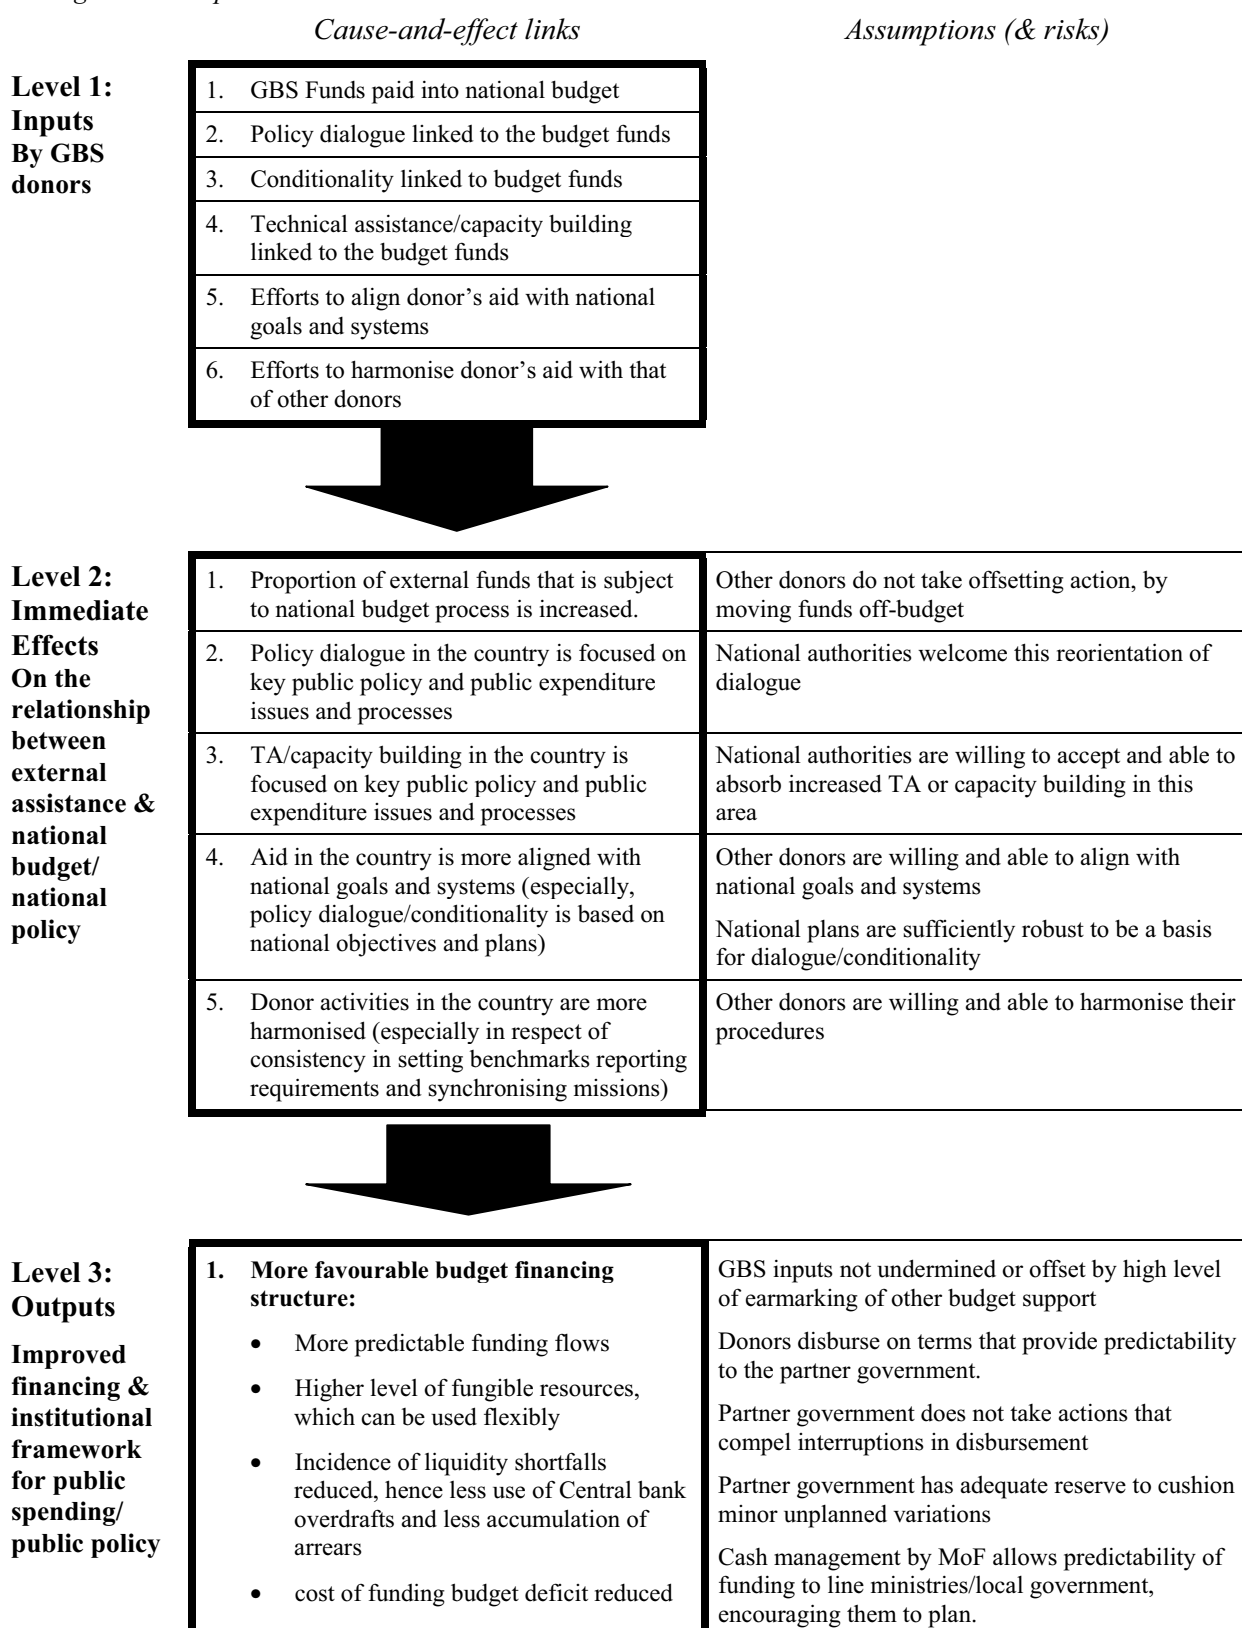 Cause-and-effect links
Assumptions (& risks)
Level 1:
Inputs
By GBS
donors
1. GBS Funds paid into national budget
2. Policy dialogue linked to the budget funds
3. Conditionality linked to budget funds
4. Technical assistance/capacity building
linked to the budget funds
5. Efforts to align donor’s aid with national
goals and systems
6. Efforts to harmonise donor’s aid with that
of other donors
Level 2:
Immediate
Effects
On the
relationship
between
external
assistance &
national
budget/
national
policy
1. Proportion of external funds that is subject
to national budget process is increased.
Other donors do not take offsetting action, by
moving funds off-budget
2. Policy dialogue in the country is focused on
key public policy and public expenditure
issues and processes
National authorities welcome this reorientation of
dialogue
3. TA/capacity building in the country is
focused on key public policy and public
expenditure issues and processes
National authorities are willing to accept and able to
absorb increased TA or capacity building in this
area
4. Aid in the country is more aligned with
national goals and systems (especially,
policy dialogue/conditionality is based on
national objectives and plans)
Other donors are willing and able to align with
national goals and systems
National plans are sufficiently robust to be a basis
for dialogue/conditionality
5. Donor activities in the country are more
harmonised (especially in respect of
consistency in setting benchmarks reporting
requirements and synchronising missions)
Other donors are willing and able to harmonise their
procedures
Level 3:
Outputs
Improved
financing &
institutional
framework
for public
spending/
public policy
1. More favourable budget financing
structure:
• More predictable funding flows
• Higher level of fungible resources,
which can be used flexibly
• Incidence of liquidity shortfalls
reduced, hence less use of Central bank
overdrafts and less accumulation of
arrears
• cost of funding budget deficit reduced
GBS inputs not undermined or offset by high level
of earmarking of other budget support
Donors disburse on terms that provide predictability
to the partner government.
Partner government does not take actions that
compel interruptions in disbursement
Partner government has adequate reserve to cushion
minor unplanned variations
Cash management by MoF allows predictability of
funding to line ministries/local government,
encouraging them to plan.